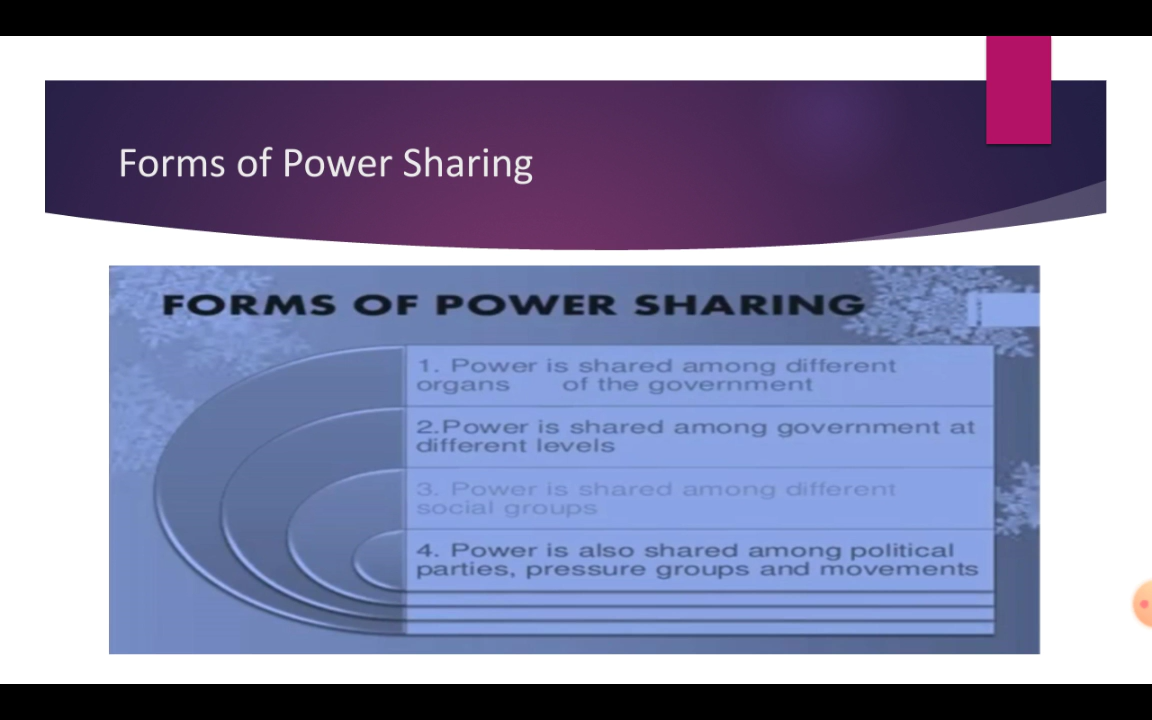 Forms of Power Sharing
FORMS OF POWER SHARING
1. Power is shared among different
organs of the government
2.Power is shared among government at
different levels
3. Power is shared among different
social groups
4. Power is also shared among political
parties, pressure groups and movements